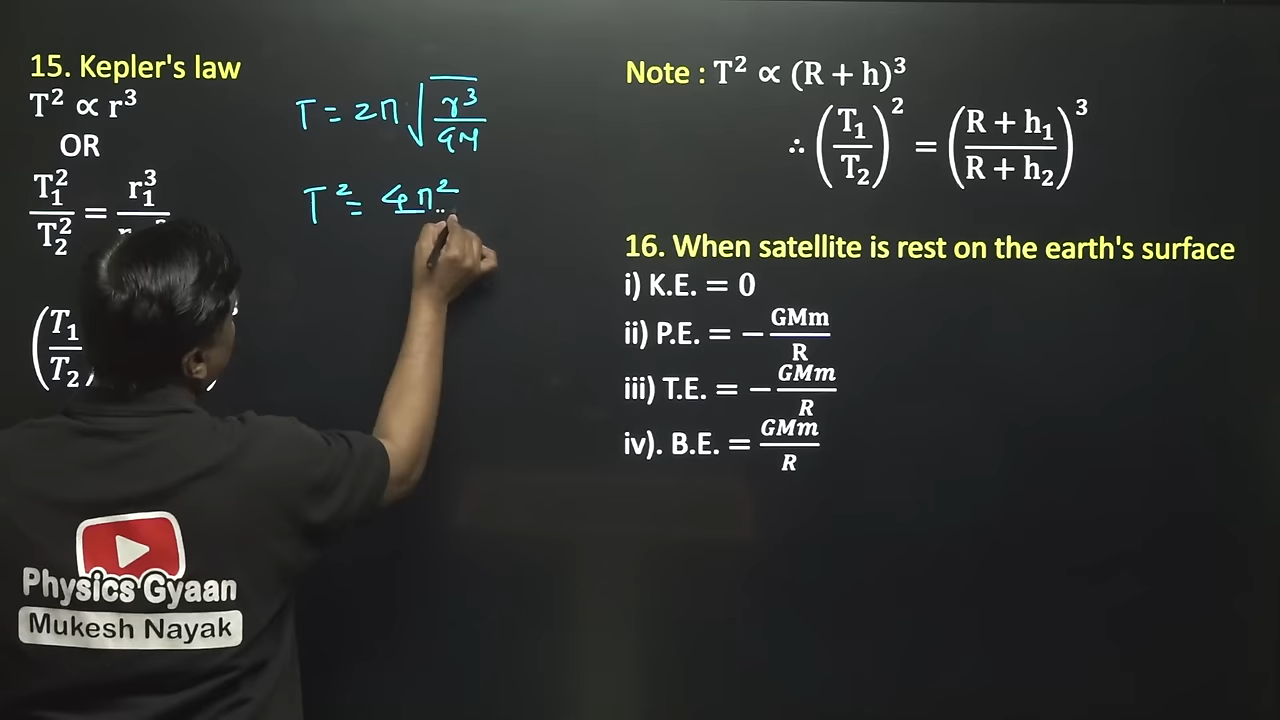 15. Kepler's law
T² ∝ r³
OR
T₁²/T₂² = r₁³/
(T₁/T₂)
T = 2π√(r³/GM)
T² = 4π²
Note : T² ∝ (R + h)³
∴ (T₁/T₂)² = ((R + h₁)/(R + h₂))³
16. When satellite is rest on the earth's surface
i) K.E. = 0
ii) P.E. = −GMm/R
iii) T.E. = −GMm/R
iv). B.E. = GMm/R
Physics Gyaan
Mukesh Nayak